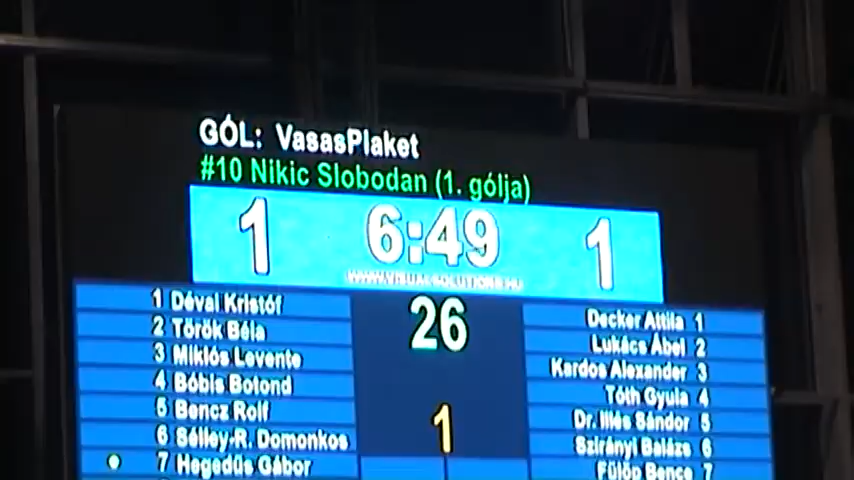 GÓL: VasasPlaket
#10 Nikic Slobodan (1. gólja)
1 6:49 1
WWW.VISUALSOLUTIONS.HU
26
1
1 Dévai Kristóf
2 Török Béla
3 Miklós Levente
4 Bóbis Botond
5 Bencz Rolf
6 Sélley-R. Domonkos
7 Hegedűs Gábor
Decker Attila 1
Lukács Ábel 2
Kardos Alexander 3
Tóth Gyula 4
Dr. Illés Sándor 5
Szirányi Balázs 6
Fülöp Bence 7